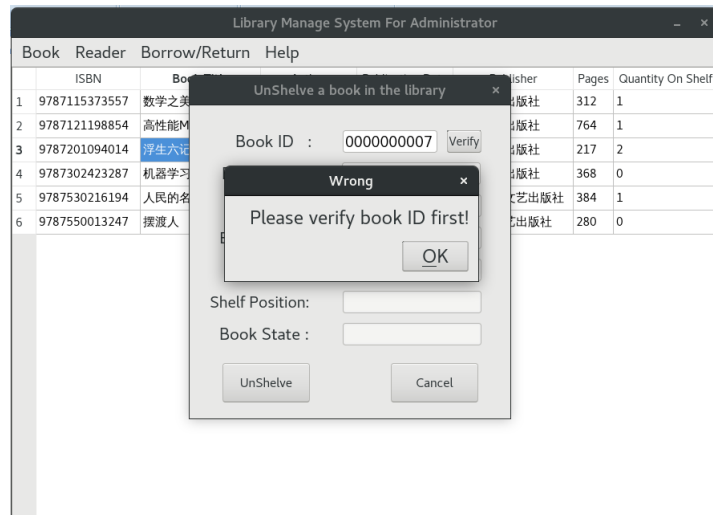 Library Manage System For Administrator
Book Reader Borrow/Return Help
ISBN Pages Quantity On Shelf
UnShelve a book in the library
1 9787115373557 数学之美 出版社 312 1
2 9787121198854 高性能M 出版社 764 1
Book ID : 0000000007 Verify
3 9787201094014 浮生六记 出版社 217 2
4 9787302423287 机器学习 出版社 368 0
Wrong
5 9787530216194 人民的名 文艺出版社 384 1
6 9787550013247 摆渡人 艺出版社 280 0
Please verify book ID first!
OK
Shelf Position:
Book State :
UnShelve Cancel